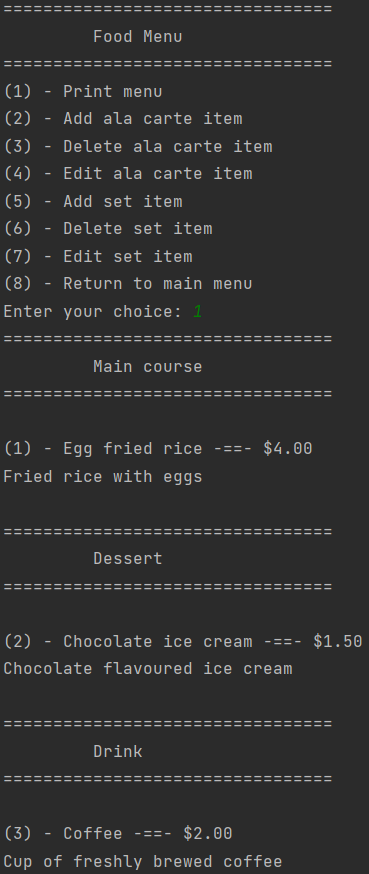 =================================
Food Menu
=================================
(1) - Print menu
(2) - Add ala carte item
(3) - Delete ala carte item
(4) - Edit ala carte item
(5) - Add set item
(6) - Delete set item
(7) - Edit set item
(8) - Return to main menu
Enter your choice: 1
=================================
Main course
=================================
(1) - Egg fried rice -==- $4.00
Fried rice with eggs
=================================
Dessert
=================================
(2) - Chocolate ice cream -==- $1.50
Chocolate flavoured ice cream
=================================
Drink
=================================
(3) - Coffee -==- $2.00
Cup of freshly brewed coffee